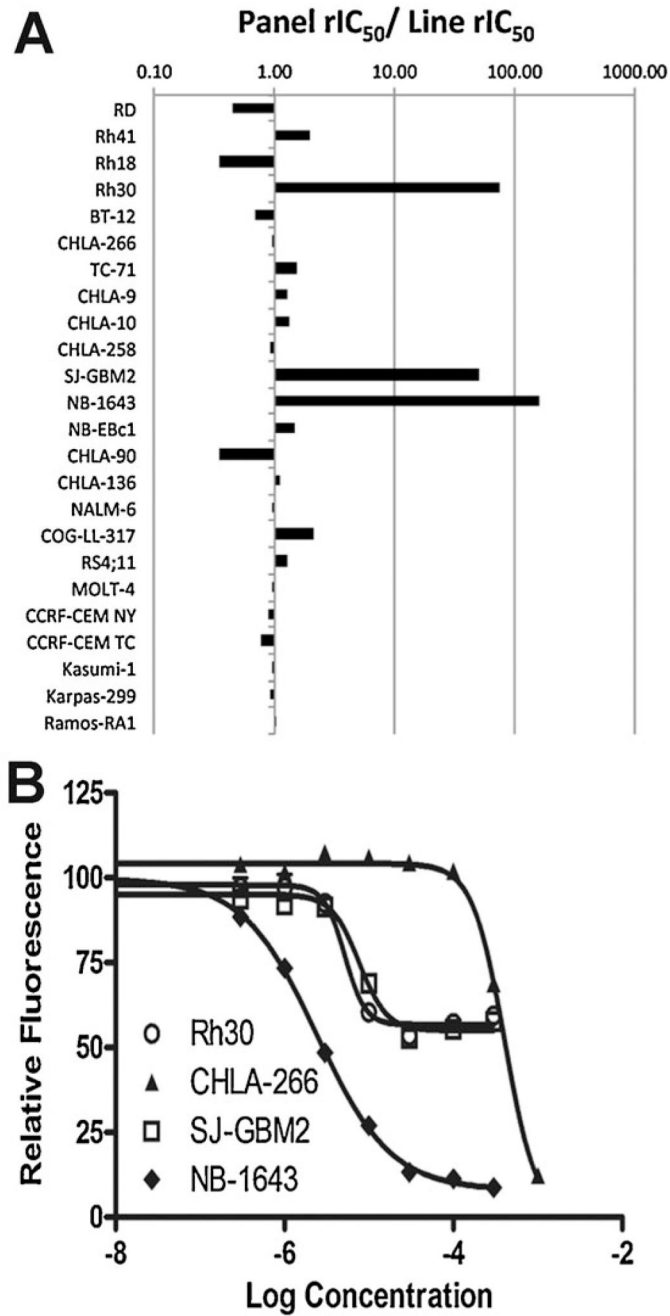 A
Panel rIC50/ Line rIC50
0.10 1.00 10.00 100.00 1000.00
RD
Rh41
Rh18
Rh30
BT-12
CHLA-266
TC-71
CHLA-9
CHLA-10
CHLA-258
SJ-GBM2
NB-1643
NB-EBc1
CHLA-90
CHLA-136
NALM-6
COG-LL-317
RS4;11
MOLT-4
CCRF-CEM NY
CCRF-CEM TC
Kasumi-1
Karpas-299
Ramos-RA1
B
Relative Fluorescence
125
100
75
50
25
0
Rh30
CHLA-266
SJ-GBM2
NB-1643
-8 -6 -4 -2
Log Concentration